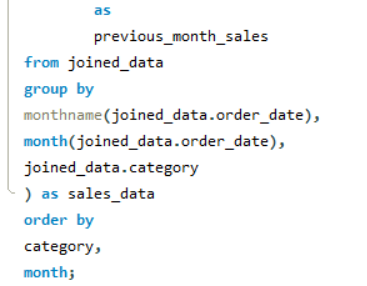 as
previous_month_sales
from joined_data
group by
monthname(joined_data.order_date),
month(joined_data.order_date),
joined_data.category
) as sales_data
order by
category,
month;